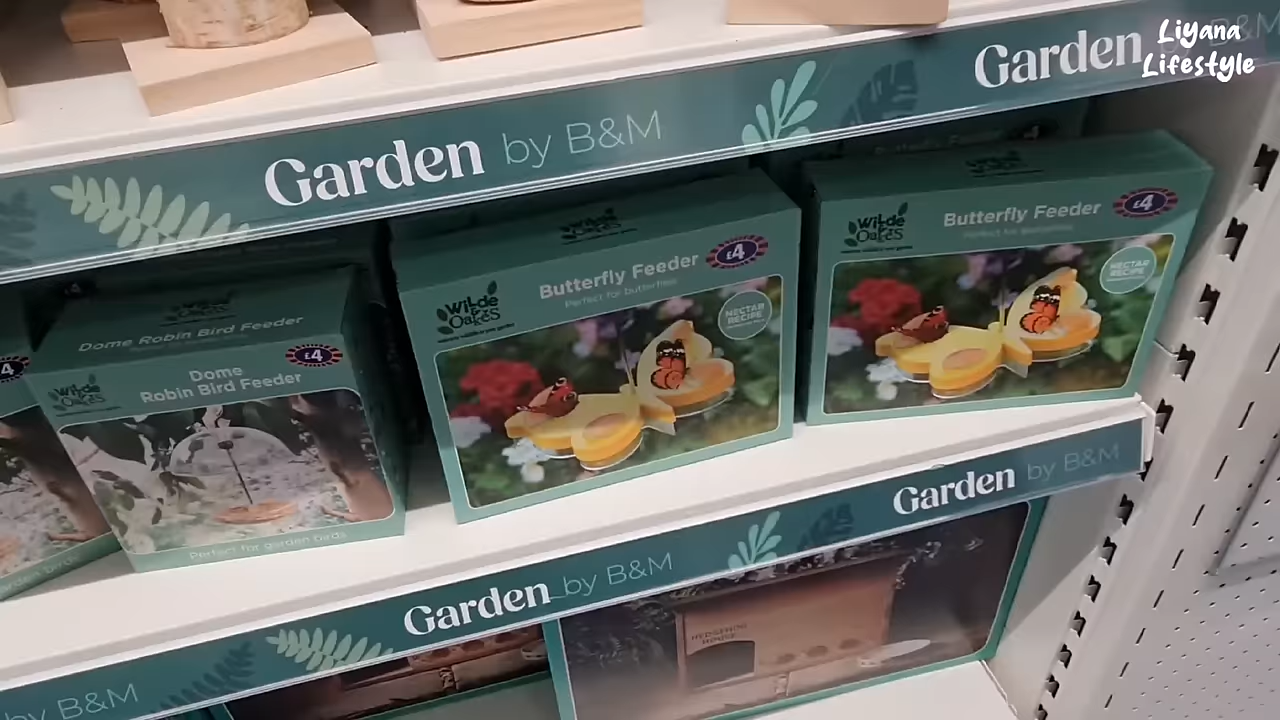 Liyana
Lifestyle
Garden
B&M
Garden by B&M
Butterfly Feeder
£4
Wilde
Oakes
NECTAR
RECIPE
Butterfly Feeder
Perfect for butterflies
£4
Wilde
Oakes
NECTAR
RECIPE
Dome Robin Bird Feeder
Dome
Robin Bird Feeder
£4
Wilde
Oakes
Perfect for garden birds
Garden by B&M
Garden by B&M
by B&M
HEDGEHOG
HOUSE